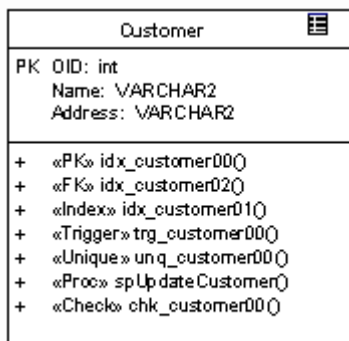 Customer
PK OID: int
Name: VARCHAR2
Address: VARCHAR2
+ «PK» idx_customer00()
+ «FK» idx_customer02()
+ «Index» idx_customer01()
+ «Trigger» trg_customer00()
+ «Unique» unq_customer00()
+ «Proc» spUpdateCustomer()
+ «Check» chk_customer00()